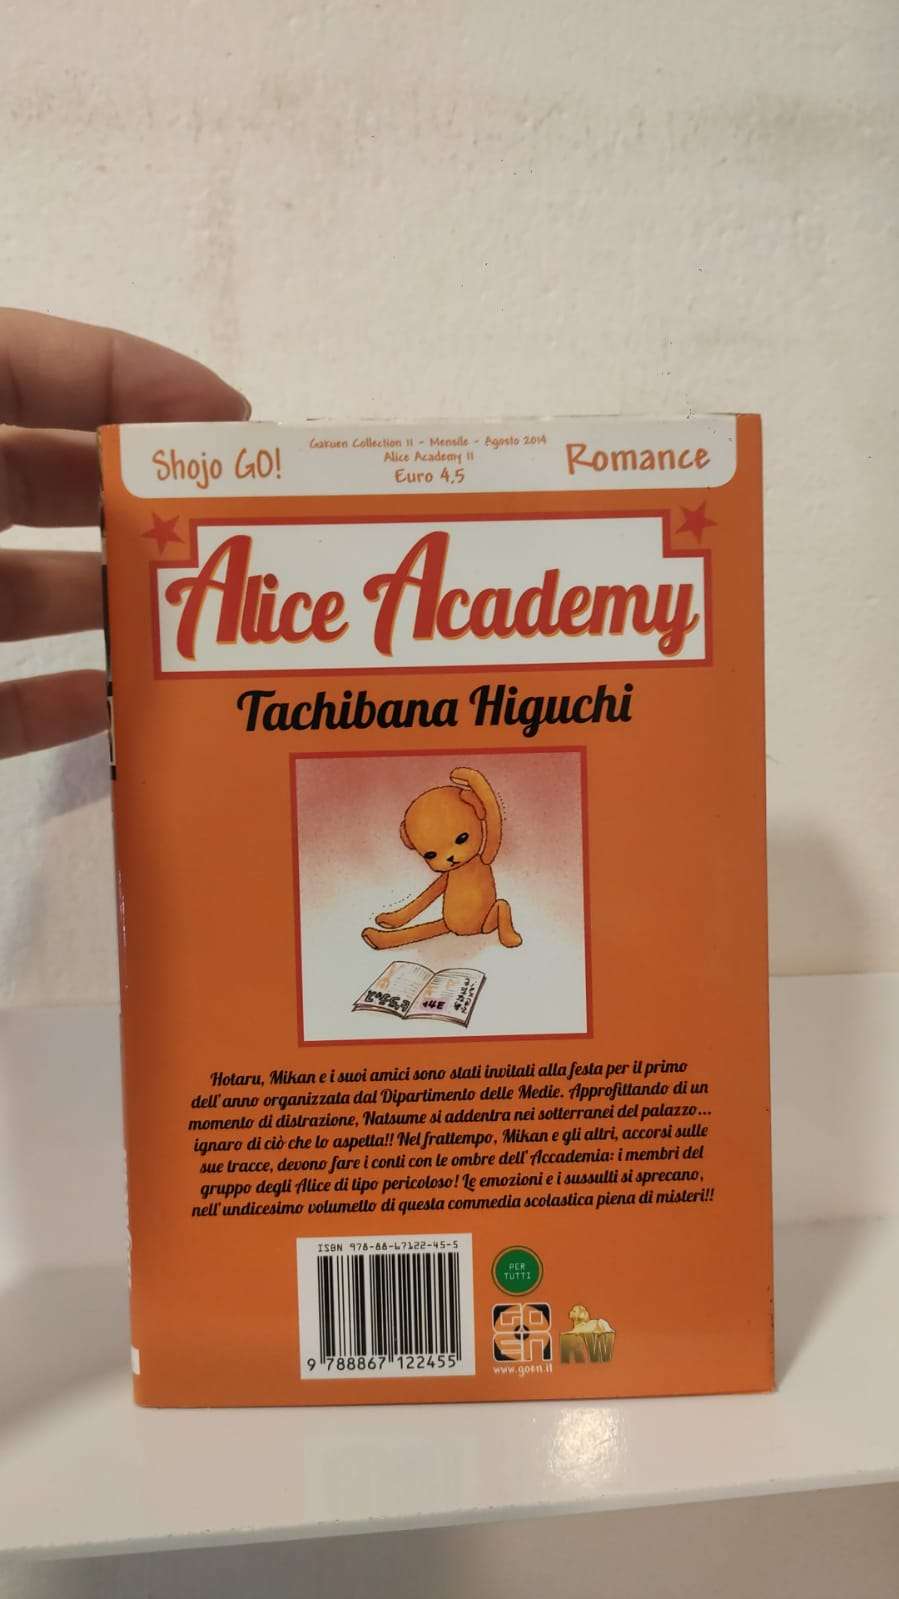 Gakuen Collection 11 - Mensile - Agosto 2014
Alice Academy 11
Euro 4,5
Shojo GO!
Romance
Alice Academy
Tachibana Higuchi
Hotaru, Mikan e i suoi amici sono stati invitati alla festa per il primo
dell'anno organizzata dal Dipartimento delle Medie. Approfittando di un
momento di distrazione, Natsume si addentra nei sotterranei del palazzo...
ignaro di ciò che lo aspetta!! Nel frattempo, Mikan e gli altri, accorsi sulle
sue tracce, devono fare i conti con le ombre dell'Accademia: i membri del
gruppo degli Alice di tipo pericoloso! Le emozioni e i sussulti si sprecano,
nell'undicesimo volumetto di questa commedia scolastica piena di misteri!!
ISBN 978-88-67122-45-5
9 788867 122455
PER
TUTTI
GO
EN
www.goen.it
RW